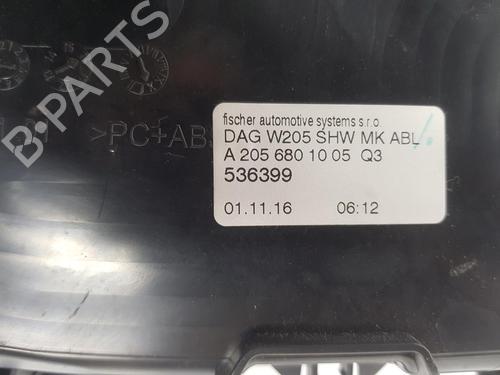 fischer automotive systems s.r.o.
DAG W205 SHW MK ABL
A 205 680 10 05 Q3
536399
01.11.16 06:12
>PC+AB
B-PARTS